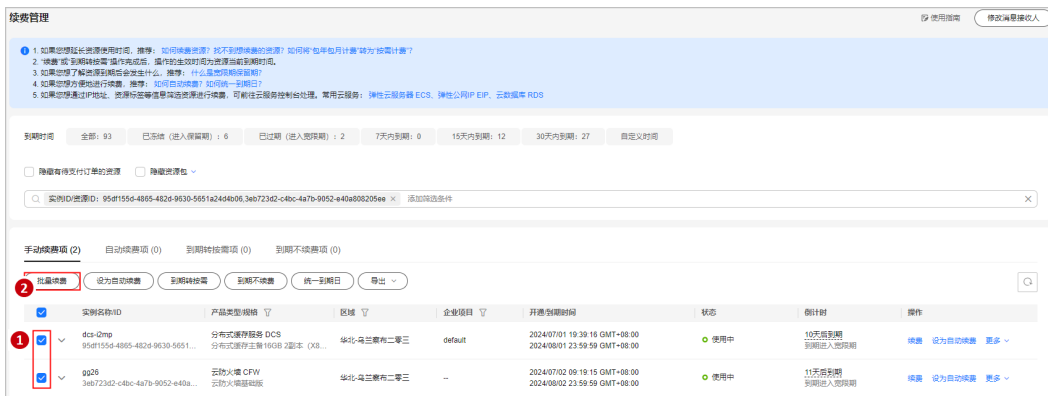 续费管理
使用指南
修改消息接收人
1. 如果您想延长资源使用时间，推荐：如何续费资源？找不到想续费的资源？如何将“包年包月计费”转为“按需计费”？
2. “续费”或“到期转按需”操作完成后，操作的生效时间为资源当前到期时间。
3. 如果您想了解资源到期后会发生什么，推荐：什么是宽限期保留期？
4. 如果您想方便地进行续费，推荐：如何自动续费？如何统一到期日？
5. 如果您想通过IP地址、资源标签等信息筛选资源进行续费，可前往云服务控制台处理。常用云服务：弹性云服务器 ECS、弹性公网IP EIP、云数据库 RDS
到期时间 全部：93 已冻结（进入保留期）：6 已过期（进入宽限期）：2 7天内到期：0 15天内到期：12 30天内到期：27 自定义时间
隐藏有待支付订单的资源 隐藏资源包
实例ID/资源ID：95df155d-4865-482d-9630-5651a24d4b06,3eb723d2-c4bc-4a7b-9052-e40a808205ee × 添加筛选条件 ×
手动续费项 (2) 自动续费项 (0) 到期转按需项 (0) 到期不续费项 (0)
2 批量续费 设为自动续费 到期转按需 到期不续费 统一到期日 导出
实例名称/ID 产品类型/规格 区域 企业项目 开通/到期时间 状态 倒计时 操作
1 dcs-i2mp 分布式缓存服务 DCS 华北-乌兰察布二零三 default 2024/07/01 19:39:16 GMT+08:00 使用中 10天后到期 续费 设为自动续费 更多
95df155d-4865-482d-9630-5651... 分布式缓存主备16GB 2副本（X8... 2024/08/01 23:59:59 GMT+08:00 到期进入宽限期
gg26 云防火墙 CFW 华北-乌兰察布二零三 -- 2024/07/02 09:19:15 GMT+08:00 使用中 11天后到期 续费 设为自动续费 更多
3eb723d2-c4bc-4a7b-9052-e40a... 云防火墙基础版 2024/08/02 23:59:59 GMT+08:00 到期进入宽限期